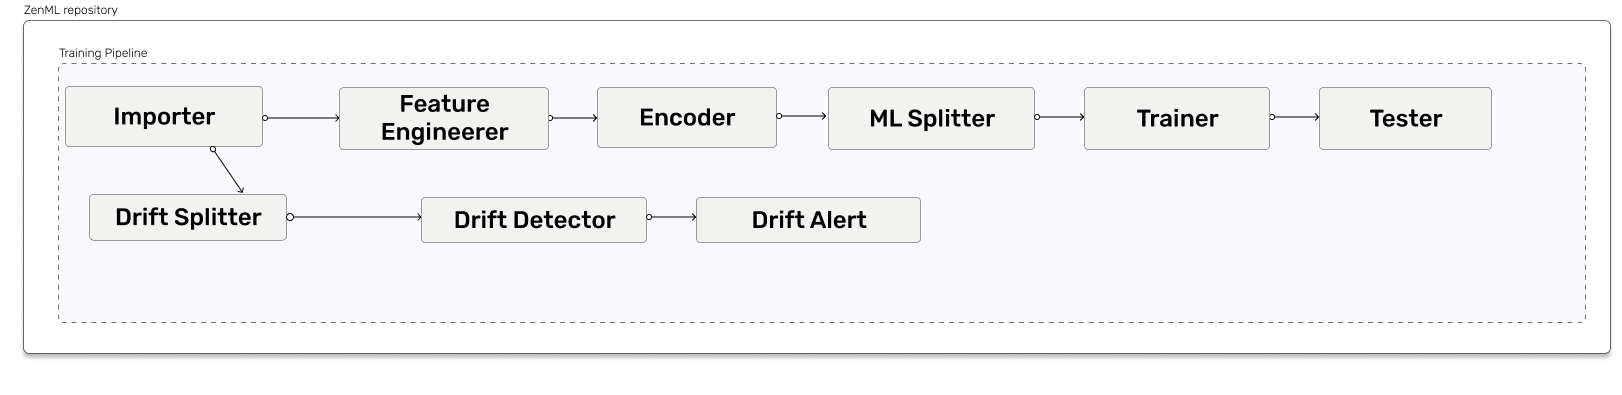 ZenML repository
Training Pipeline
Importer
Feature
Engineerer
Encoder
ML Splitter
Trainer
Tester
Drift Splitter
Drift Detector
Drift Alert